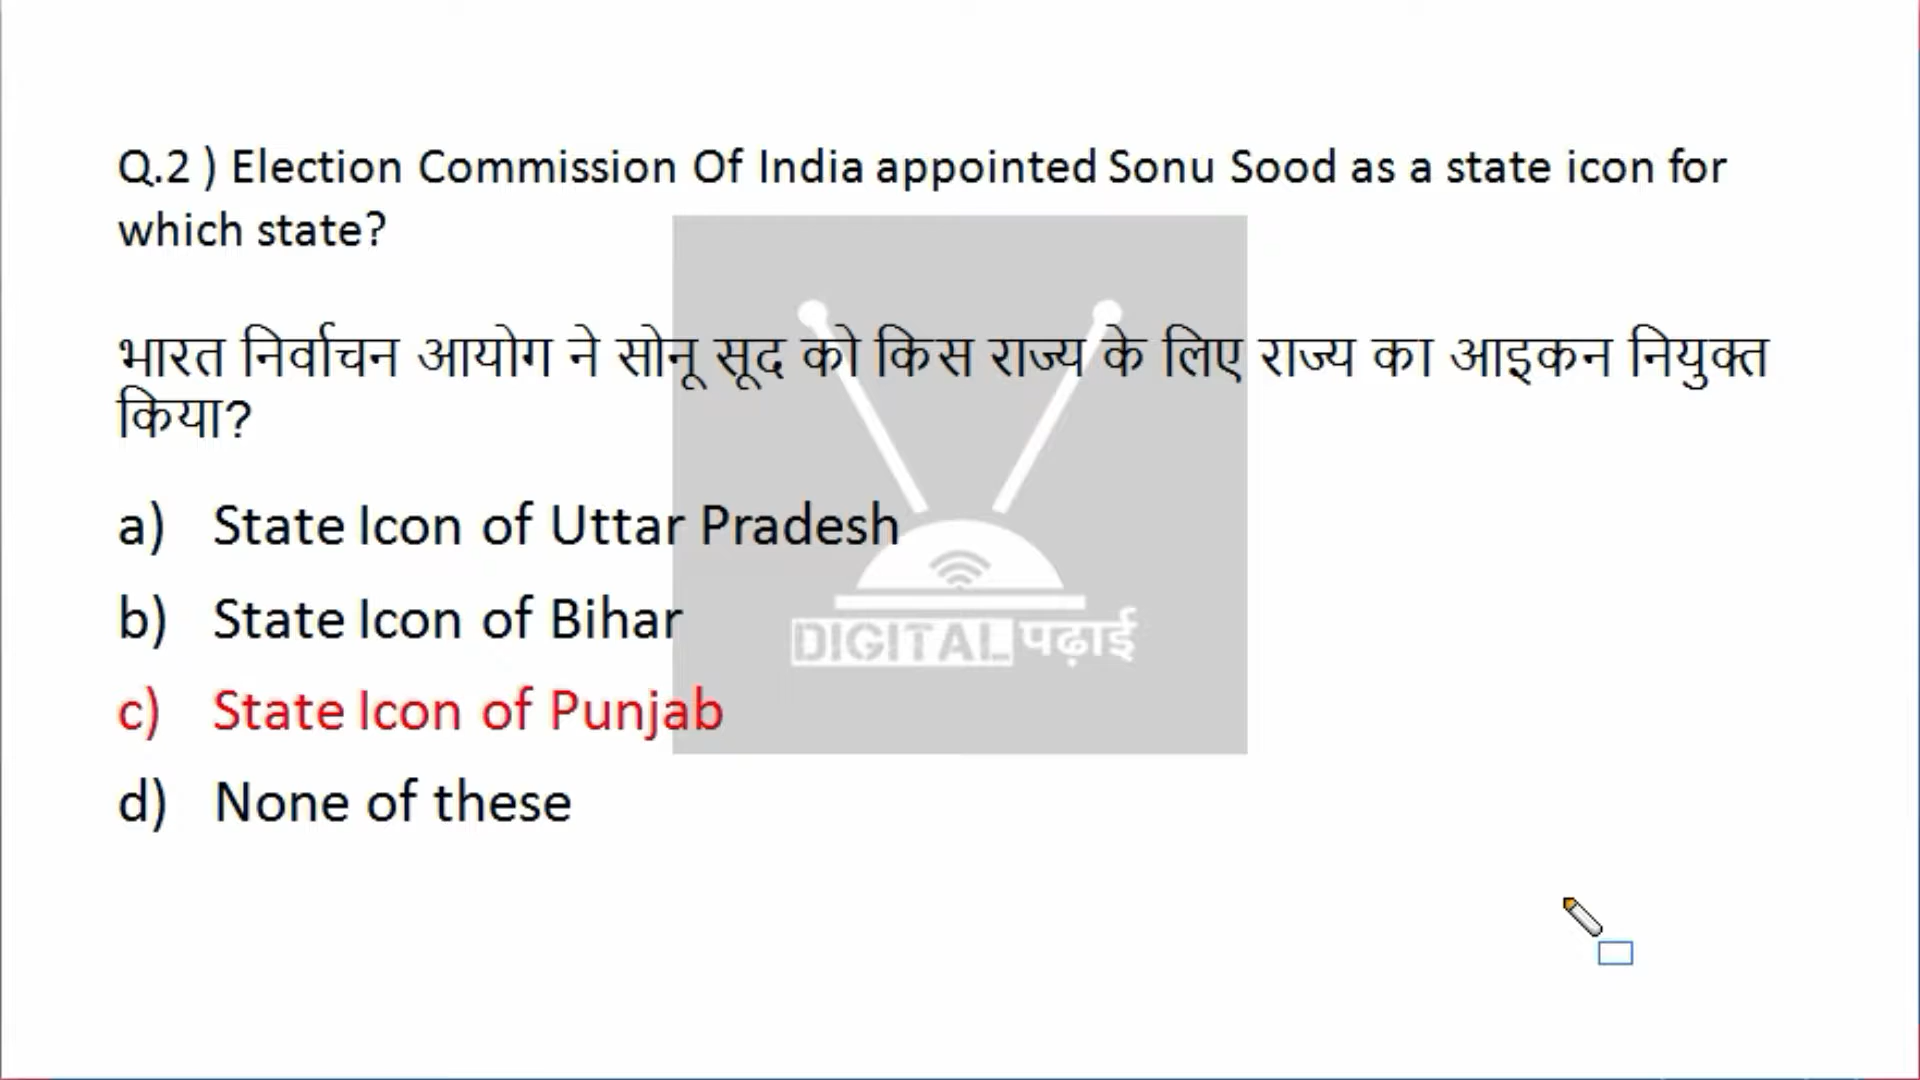 Q.2 ) Election Commission Of India appointed Sonu Sood as a state icon for
which state?
भारत निर्वाचन आयोग ने सोनू सूद को किस राज्य के लिए राज्य का आइकन नियुक्त
किया?
a) State Icon of Uttar Pradesh
b) State Icon of Bihar
DIGITAL पढ़ाई
c) State Icon of Punjab
d) None of these